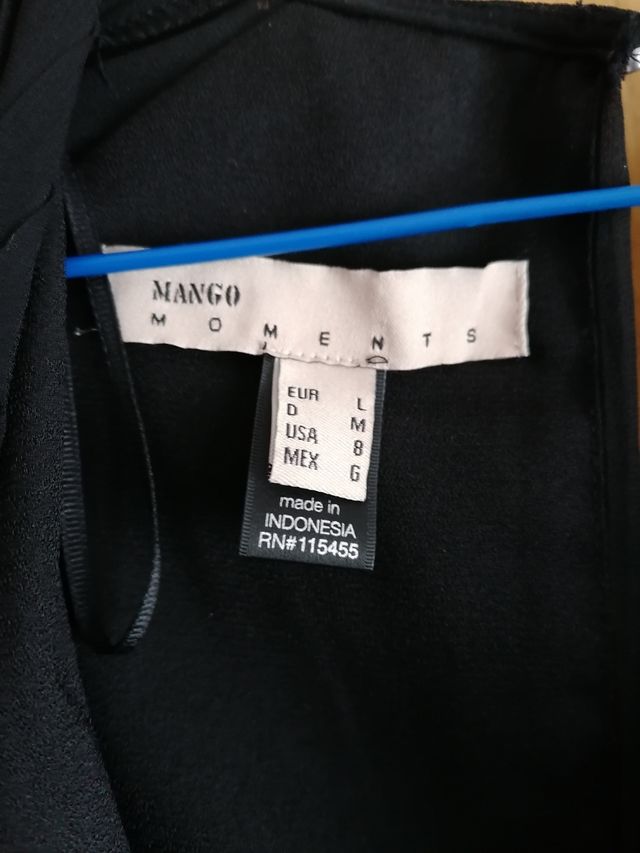 MANGO
MOMENTS
EUR L
D M
USA 8
MEX G
made in
INDONESIA
RN#115455